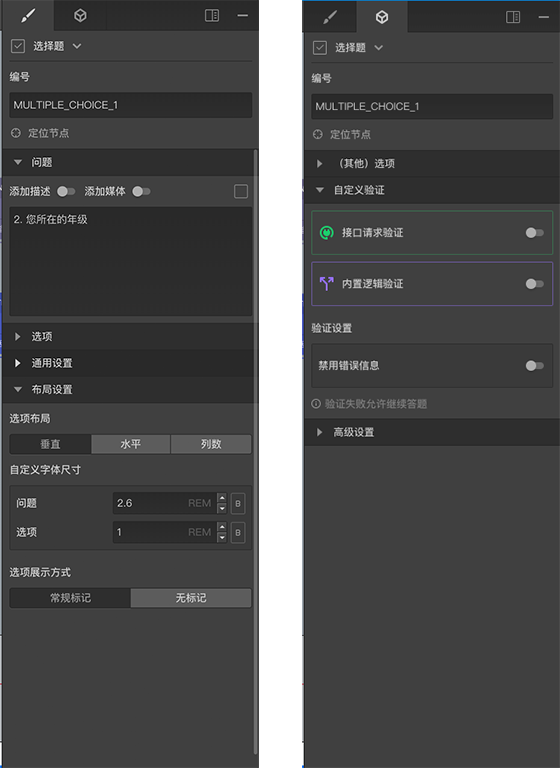 选择题
编号
MULTIPLE_CHOICE_1
定位节点
问题
添加描述 添加媒体
2. 您所在的年级
选项
通用设置
布局设置
选项布局
垂直 水平 列数
自定义字体尺寸
问题 2.6 REM B
选项 1 REM B
选项展示方式
常规标记 无标记
选择题
编号
MULTIPLE_CHOICE_1
定位节点
（其他）选项
自定义验证
接口请求验证
内置逻辑验证
验证设置
禁用错误信息
验证失败允许继续答题
高级设置